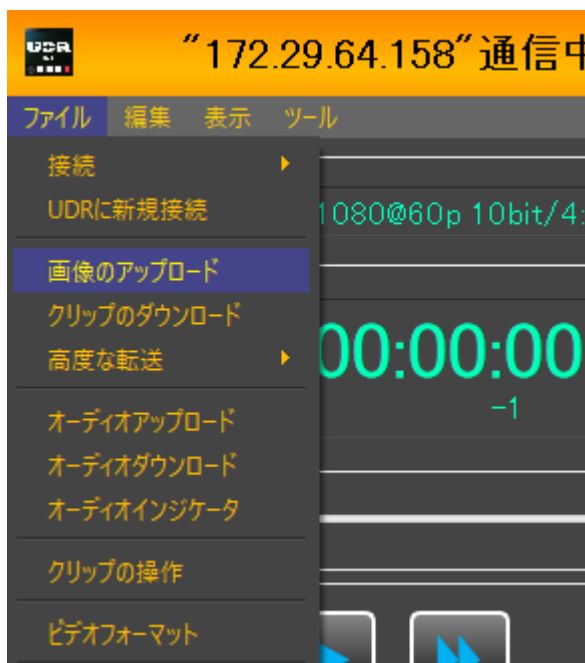 UDR
"172.29.64.158"通信中
ファイル 編集 表示 ツール
接続
UDRに新規接続
1080@60p 10bit/4:
画像のアップロード
クリップのダウンロード
高度な転送
00:00:00
-1
オーディオアップロード
オーディオダウンロード
オーディオインジケータ
クリップの操作
ビデオフォーマット